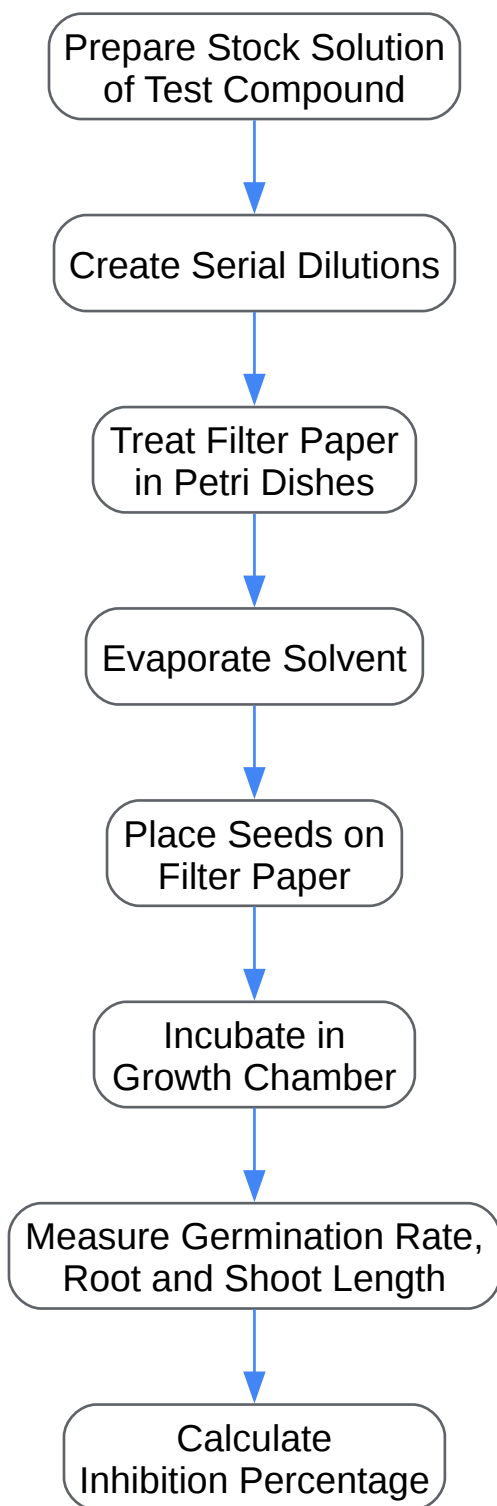 Prepare Stock Solution
of Test Compound
Create Serial Dilutions
Treat Filter Paper
in Petri Dishes
Evaporate Solvent
Place Seeds on
Filter Paper
Incubate in
Growth Chamber
Measure Germination Rate,
Root and Shoot Length
Calculate
Inhibition Percentage